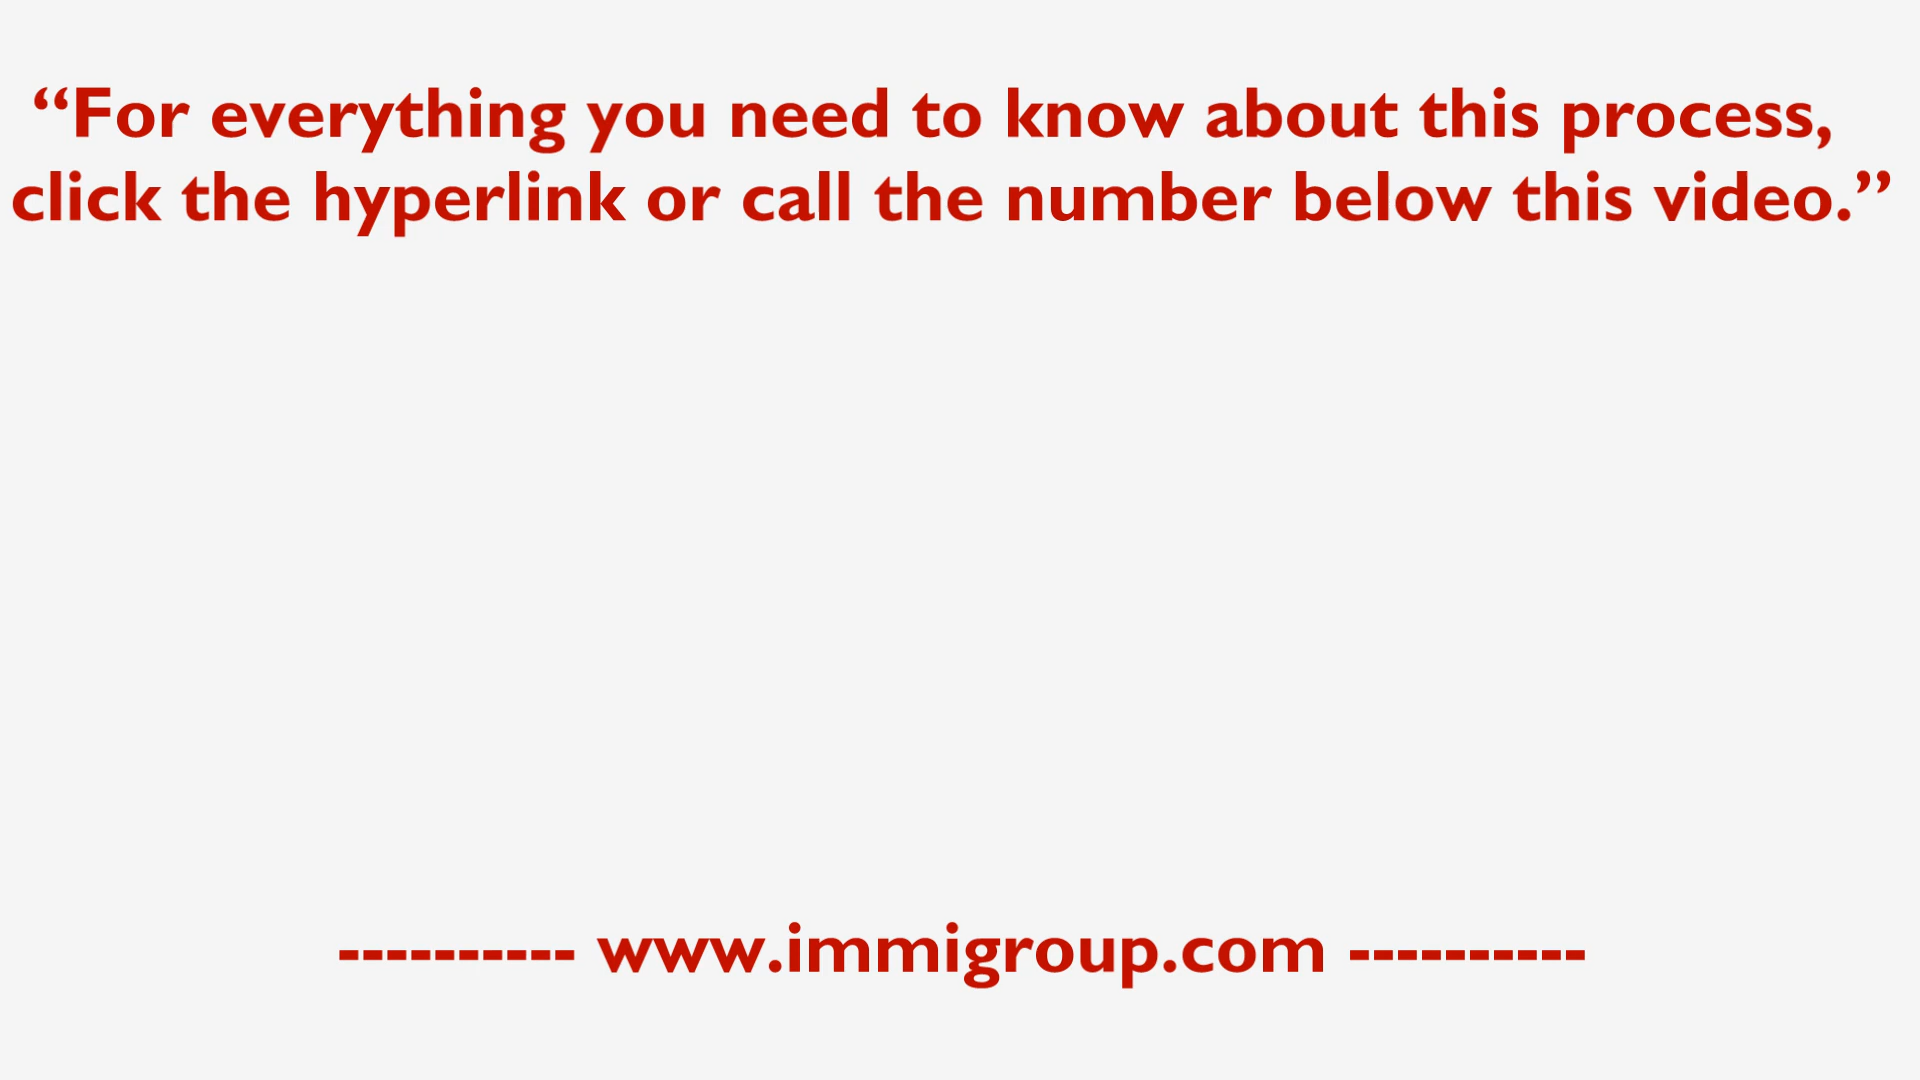 “For everything you need to know about this process,
click the hyperlink or call the number below this video.”
---------- www.immigroup.com ----------